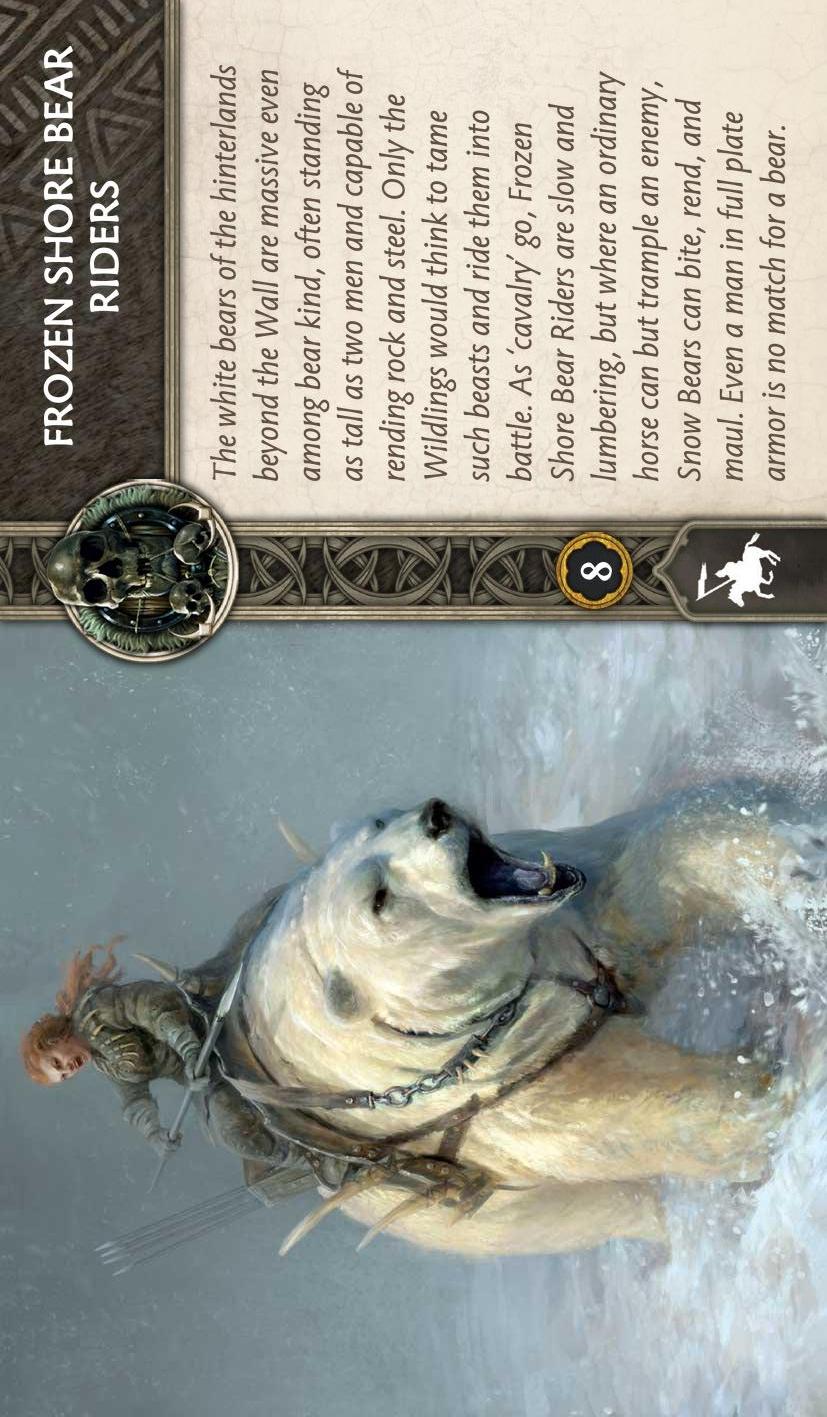 FROZEN SHORE BEAR
RIDERS
The white bears of the hinterlands
beyond the Wall are massive even
among bear kind, often standing
as tall as two men and capable of
rending rock and steel. Only the
Wildlings would think to tame
such beasts and ride them into
battle. As ‘cavalry’ go, Frozen
Shore Bear Riders are slow and
lumbering, but where an ordinary
horse can but trample an enemy,
Snow Bears can bite, rend, and
maul. Even a man in full plate
armor is no match for a bear.
8